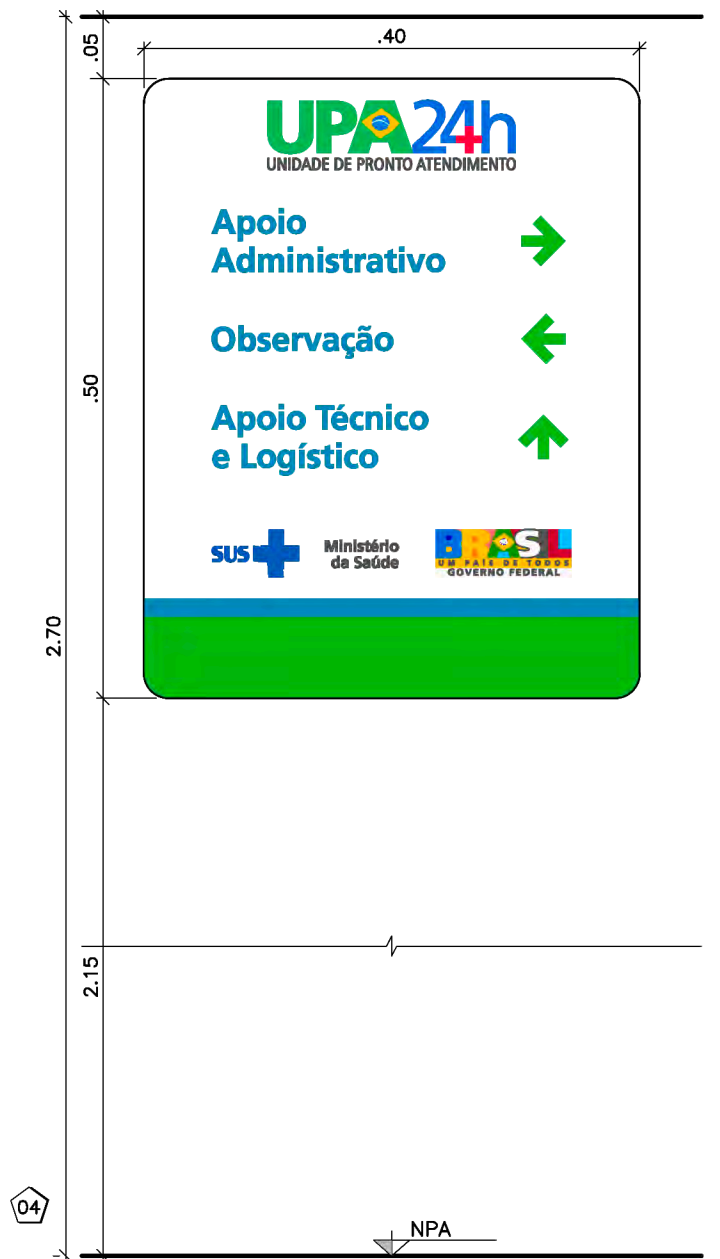 .05
.40
UPA24h
UNIDADE DE PRONTO ATENDIMENTO
Apoio
Administrativo
Observação
.50
Apoio Técnico
e Logístico
SUS
Ministério
da Saúde
BRASIL
UM PAÍS DE TODOS
GOVERNO FEDERAL
2.70
2.15
04
NPA